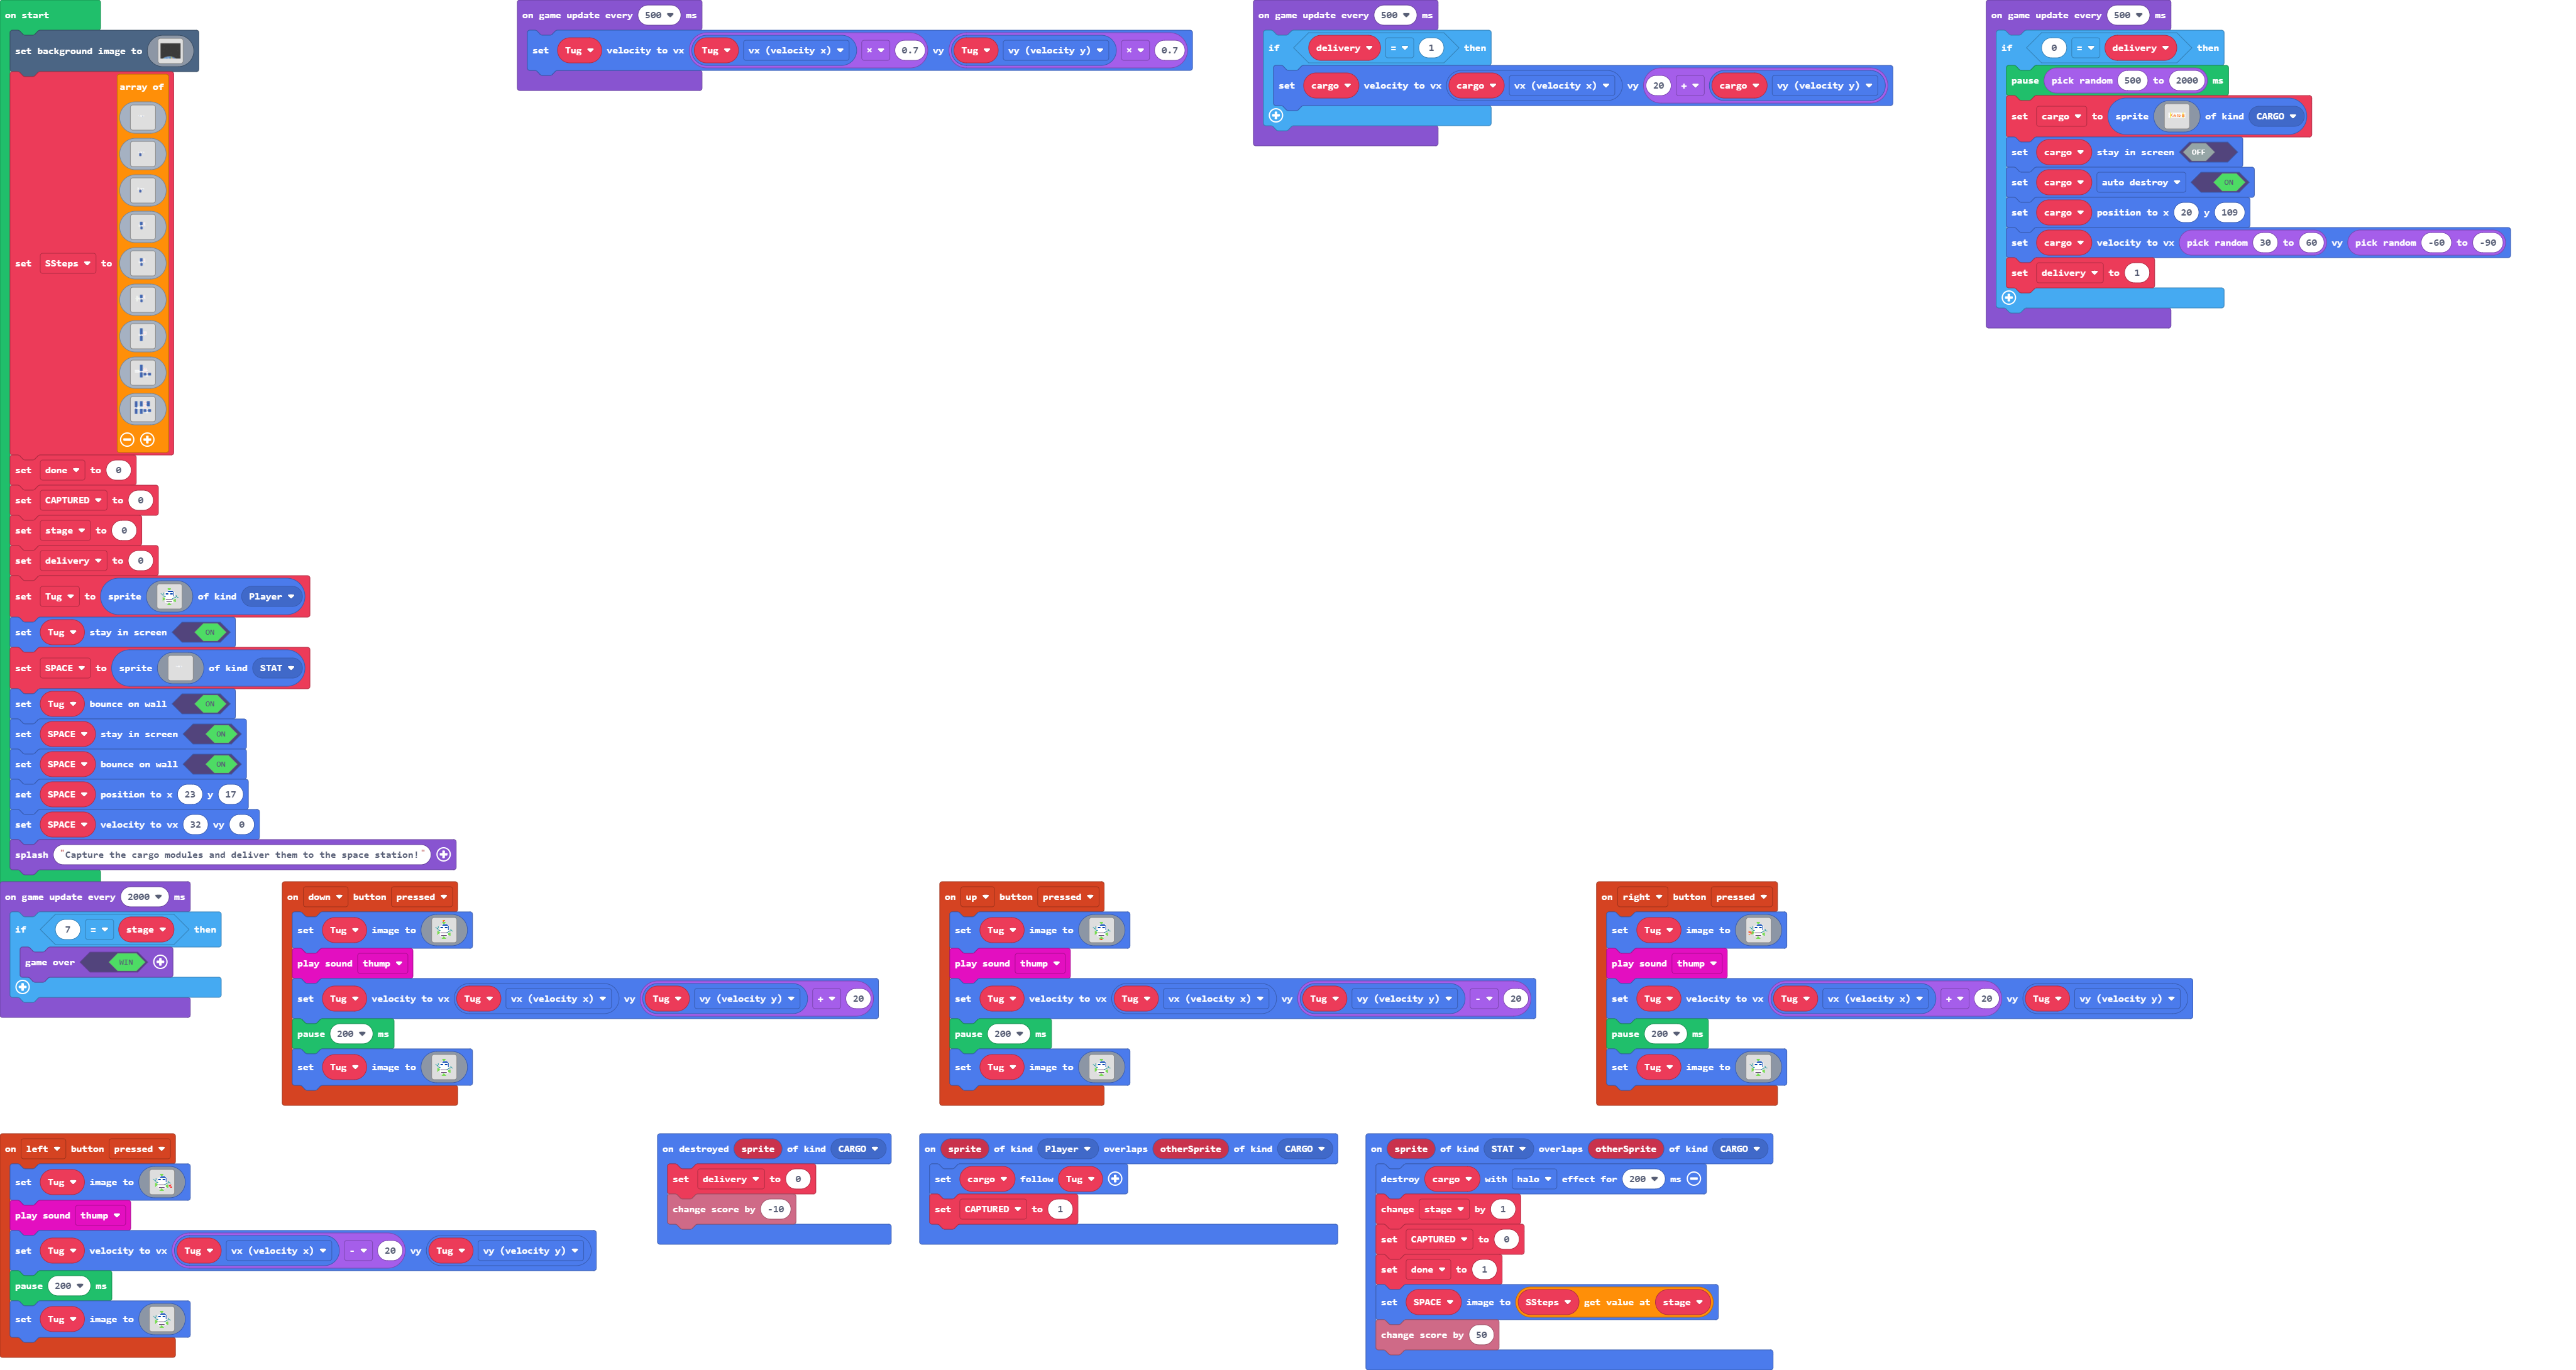 on start
set background image to
set SSteps to array of
set done to 0
set CAPTURED to 0
set stage to 0
set delivery to 0
set Tug to sprite of kind Player
set Tug stay in screen ON
set SPACE to sprite of kind STAT
set Tug bounce on wall ON
set SPACE stay in screen ON
set SPACE bounce on wall ON
set SPACE position to x 23 y 17
set SPACE velocity to vx 32 vy 0
splash "Capture the cargo modules and deliver them to the space station!"
on game update every 500 ms
set Tug velocity to vx Tug vx (velocity x) × 0.7 vy Tug vy (velocity y) × 0.7
on game update every 500 ms
if delivery = 1 then
set cargo velocity to vx cargo vx (velocity x) vy 20 + cargo vy (velocity y)
on game update every 500 ms
if 0 = delivery then
pause pick random 500 to 2000 ms
set cargo to sprite of kind CARGO
set cargo stay in screen OFF
set cargo auto destroy ON
set cargo position to x 20 y 109
set cargo velocity to vx pick random 30 to 60 vy pick random -60 to -90
set delivery to 1
on game update every 2000 ms
if 7 = stage then
game over WIN
on down button pressed
set Tug image to
play sound thump
set Tug velocity to vx Tug vx (velocity x) vy Tug vy (velocity y) + 20
pause 200 ms
set Tug image to
on up button pressed
set Tug image to
play sound thump
set Tug velocity to vx Tug vx (velocity x) vy Tug vy (velocity y) - 20
pause 200 ms
set Tug image to
on right button pressed
set Tug image to
play sound thump
set Tug velocity to vx Tug vx (velocity x) + 20 vy Tug vy (velocity y)
pause 200 ms
set Tug image to
on left button pressed
set Tug image to
play sound thump
set Tug velocity to vx Tug vx (velocity x) - 20 vy Tug vy (velocity y)
pause 200 ms
set Tug image to
on destroyed sprite of kind CARGO
set delivery to 0
change score by -10
on sprite of kind Player overlaps otherSprite of kind CARGO
set cargo follow Tug
set CAPTURED to 1
on sprite of kind STAT overlaps otherSprite of kind CARGO
destroy cargo with halo effect for 200 ms
change stage by 1
set CAPTURED to 0
set done to 1
set SPACE image to SSteps get value at stage
change score by 50